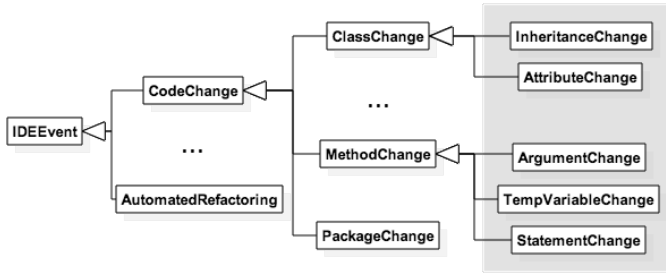 ClassChange
InheritanceChange
AttributeChange
CodeChange
...
IDEEvent
...
MethodChange
ArgumentChange
AutomatedRefactoring
TempVariableChange
PackageChange
StatementChange